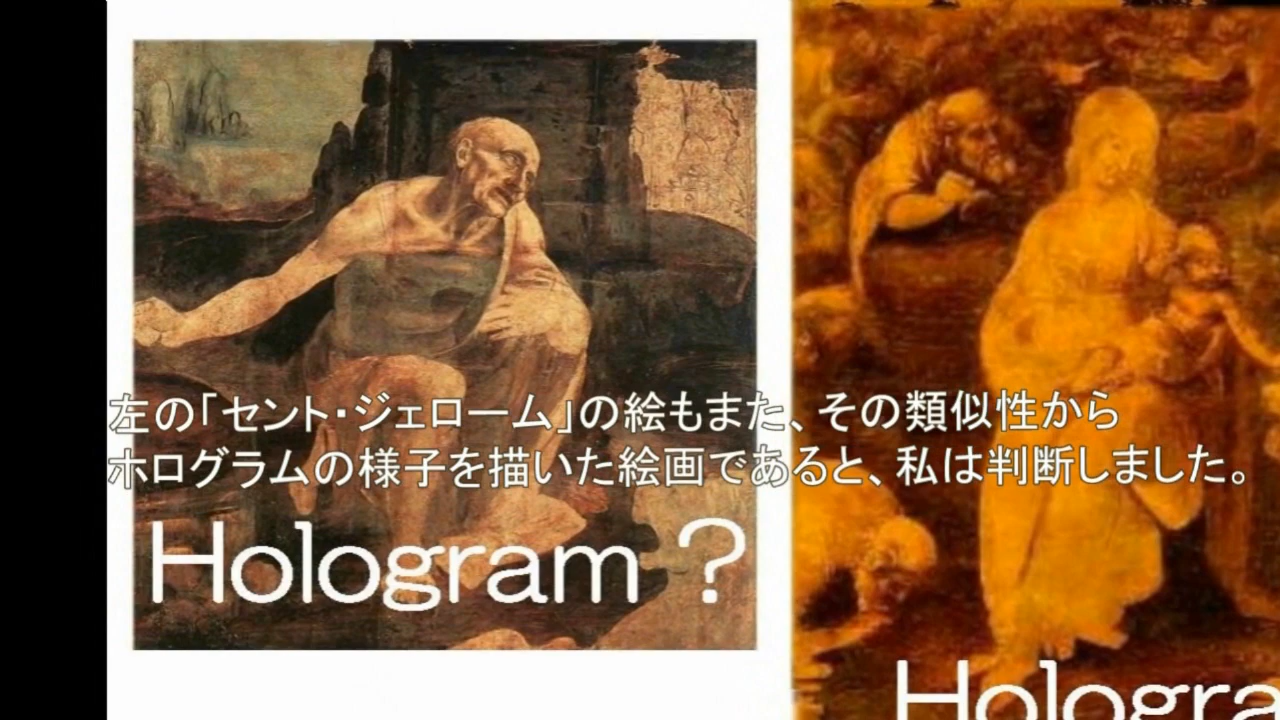 左の「セント・ジェローム」の絵もまた、その類似性から
ホログラムの様子を描いた絵画であると、私は判断しました。
Hologram ?
Hologra